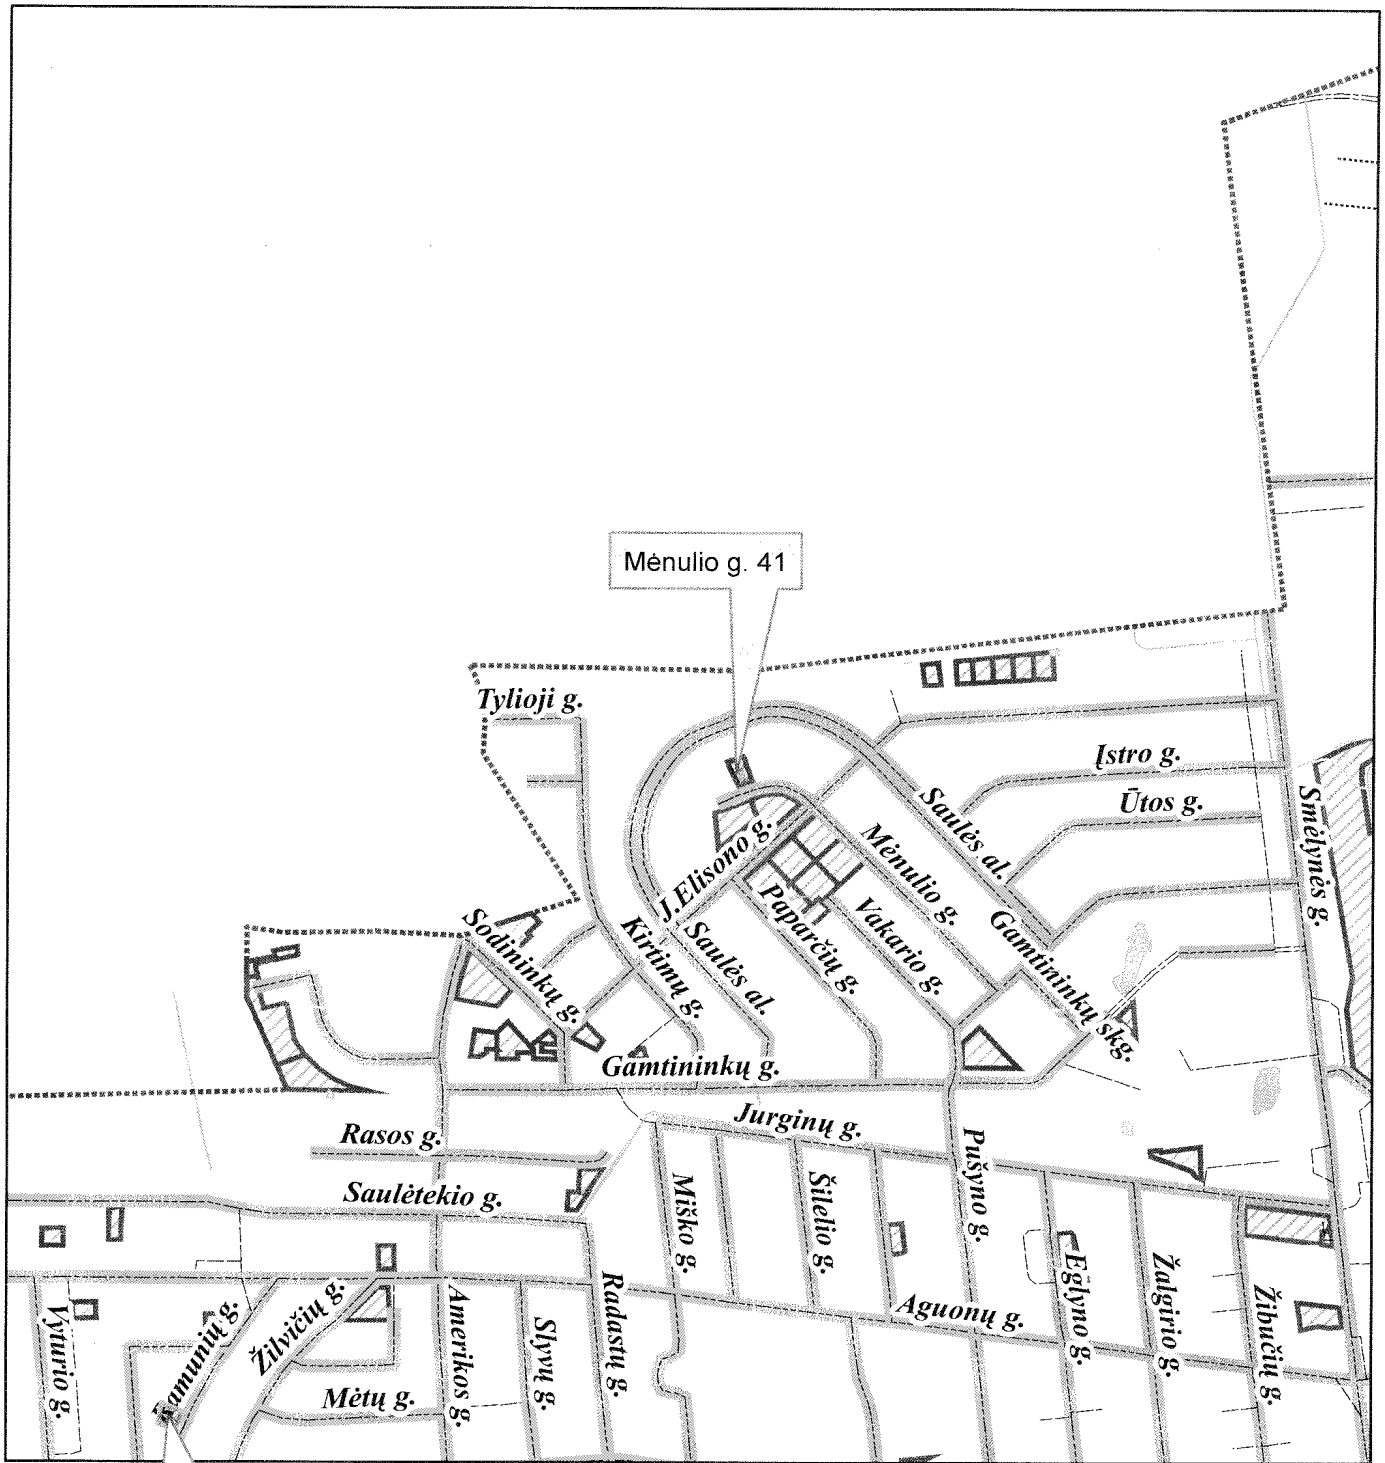 Mėnulio g. 41
Tylioji g.
Įstro g.
Ūtos g.
Saulės al.
Smėlynės g.
Mėnulio g.
J.Elisono g.
Paparčių g.
Vakario g.
Sodininkų g.
Kirtimų g.
Saulės al.
Gamtininkų skg.
Gamtininkų g.
Jurginų g.
Rasos g.
Pušyno g.
Saulėtekio g.
Miško g.
Šilelio g.
Eglyno g.
Žalgirio g.
Žibučių g.
Radastų g.
Aguonų g.
Vyturio g.
Ramunių g.
Žilvičių g.
Amerikos g.
Slyvų g.
Mėtų g.